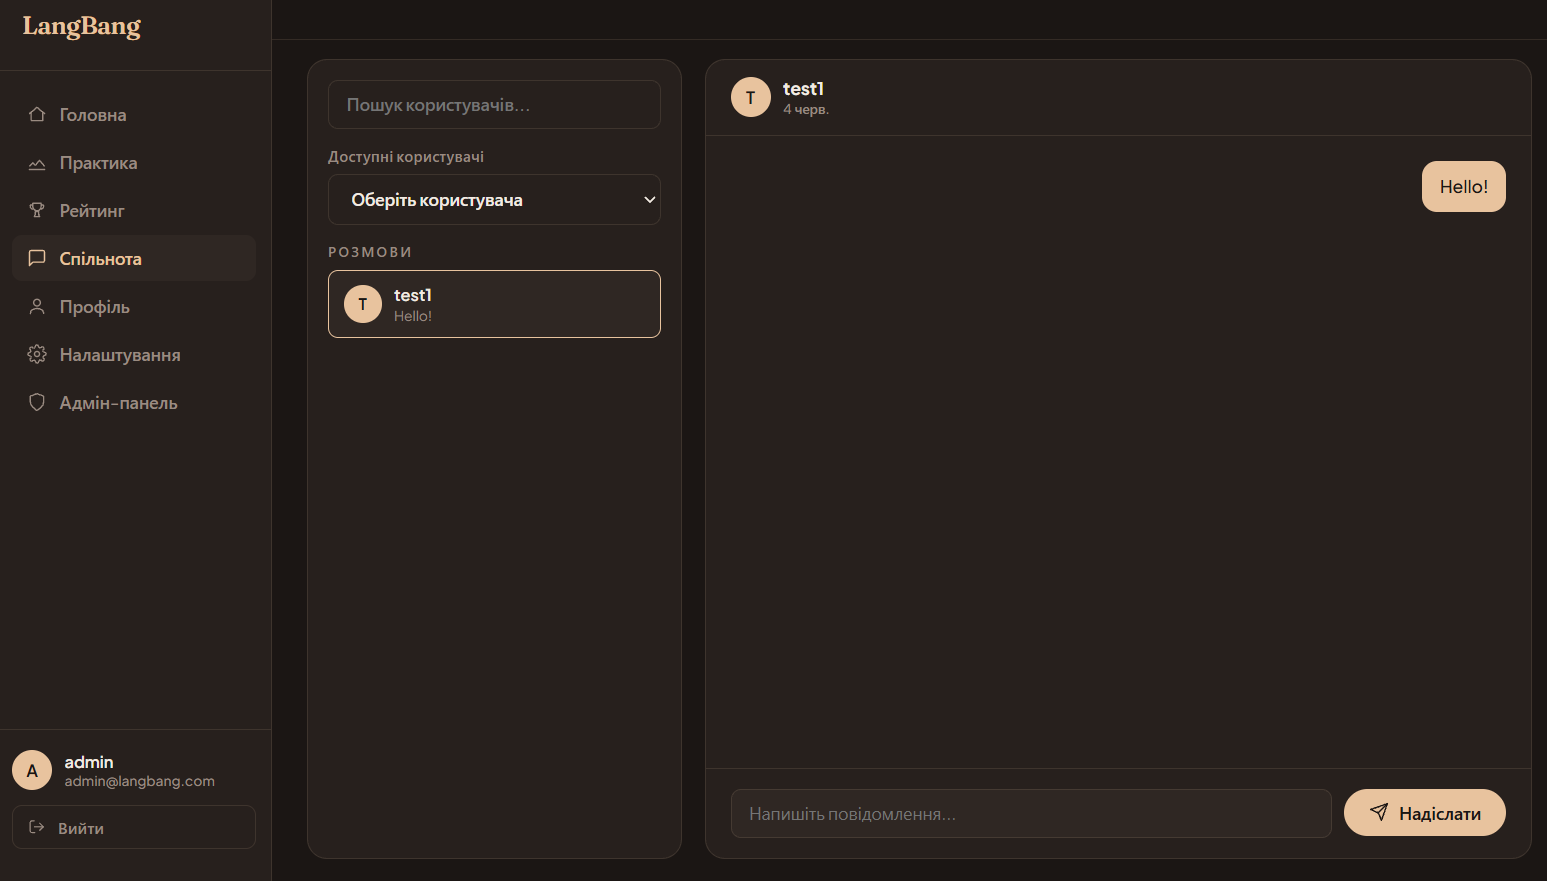 LangBang
Головна
Практика
Рейтинг
Спільнота
Профіль
Налаштування
Адмін-панель
A
admin
admin@langbang.com
Вийти
Пошук користувачів...
Доступні користувачі
Оберіть користувача
РОЗМОВИ
T
test1
Hello!
T
test1
4 черв.
Hello!
Напишіть повідомлення...
Надіслати